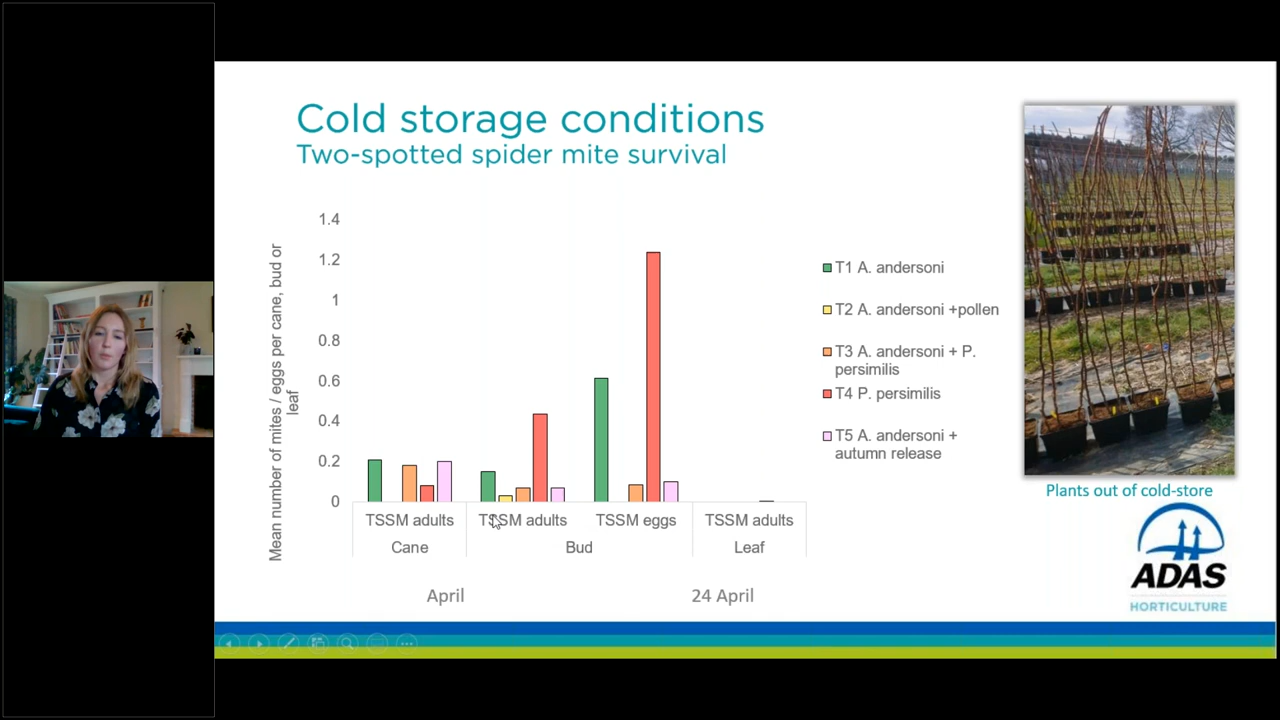 Cold storage conditions
Two-spotted spider mite survival
Mean number of mites / eggs per cane, bud or
leaf
1.4
1.2
1
0.8
0.6
0.4
0.2
0
TSSM adults
TSSM adults
TSSM eggs
TSSM adults
Cane
Bud
Leaf
April
24 April
T1 A. andersoni
T2 A. andersoni +pollen
T3 A. andersoni + P.
persimilis
T4 P. persimilis
T5 A. andersoni +
autumn release
Plants out of cold-store
ADAS
HORTICULTURE